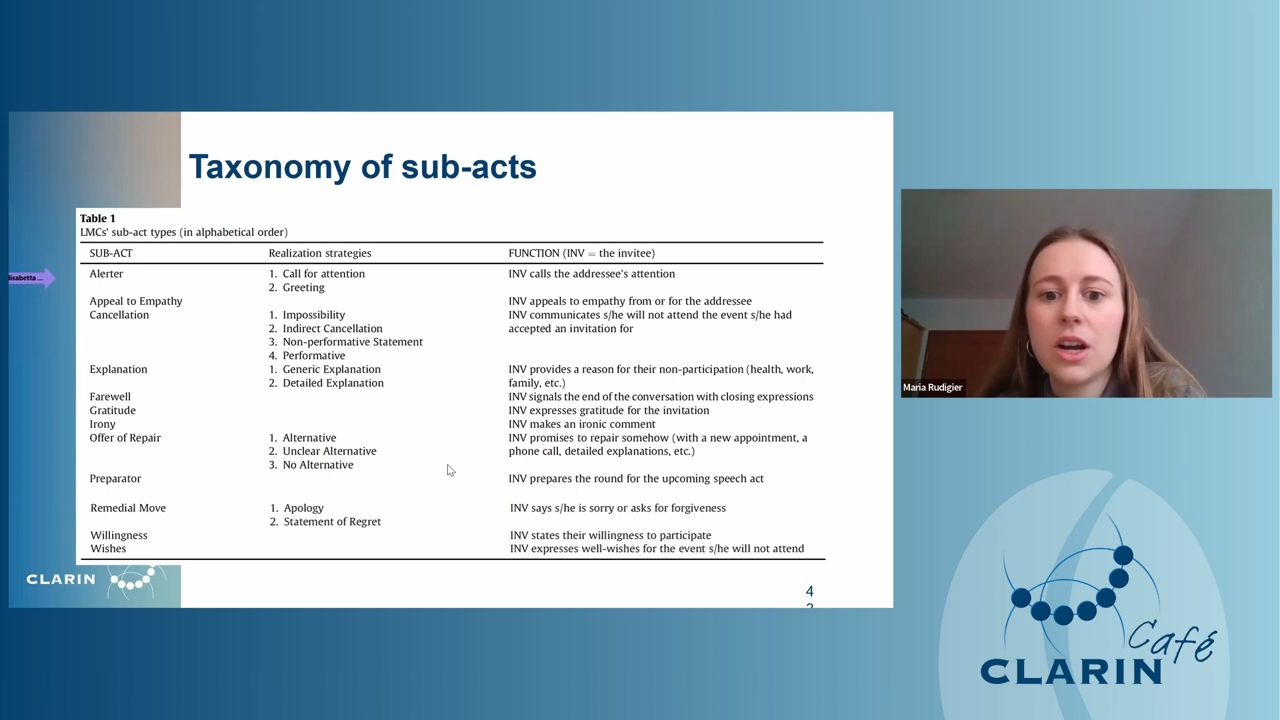 Taxonomy of sub-acts
Table 1
LMCs' sub-act types (in alphabetical order)
SUB-ACT Realization strategies FUNCTION (INV = the invitee)
Alerter 1. Call for attention INV calls the addressee's attention
2. Greeting
Appeal to Empathy INV appeals to empathy from or for the addressee
Cancellation 1. Impossibility INV communicates s/he will not attend the event s/he had
2. Indirect Cancellation accepted an invitation for
3. Non-performative Statement
4. Performative
Explanation 1. Generic Explanation INV provides a reason for their non-participation (health, work,
2. Detailed Explanation family, etc.)
Farewell INV signals the end of the conversation with closing expressions
Gratitude INV expresses gratitude for the invitation
Irony INV makes an ironic comment
Offer of Repair 1. Alternative INV promises to repair somehow (with a new appointment, a
2. Unclear Alternative phone call, detailed explanations, etc.)
3. No Alternative
Preparator INV prepares the round for the upcoming speech act
Remedial Move 1. Apology INV says s/he is sorry or asks for forgiveness
2. Statement of Regret
Willingness INV states their willingness to participate
Wishes INV expresses well-wishes for the event s/he will not attend
CLARIN
4
Maria Rudigier
Café
CLARIN